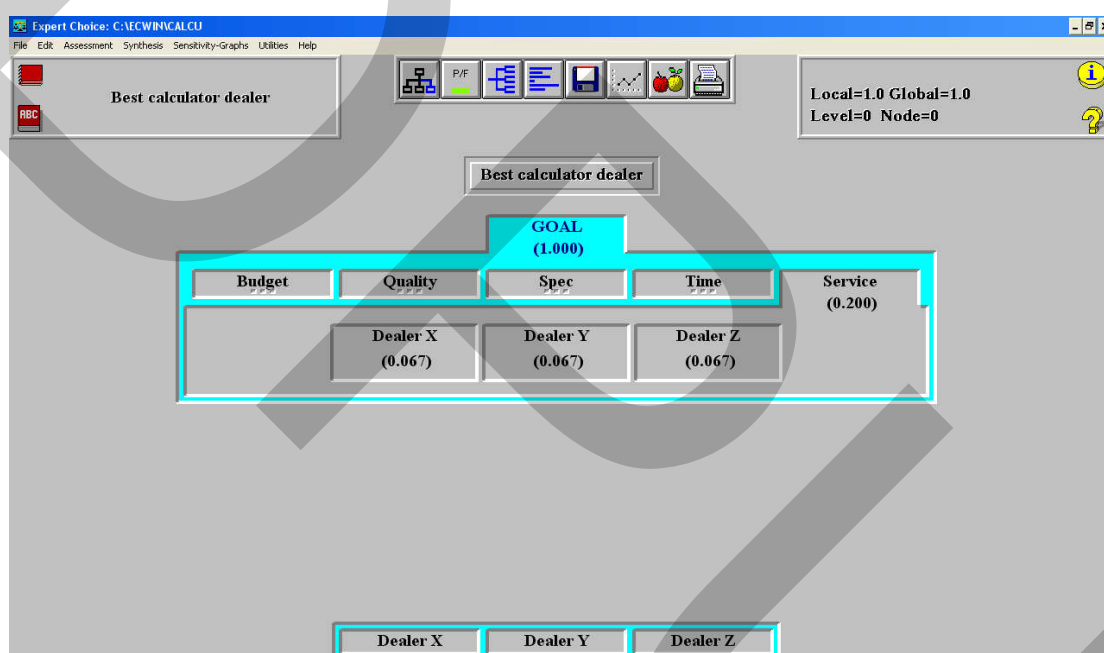 Expert Choice: C:\ECWIN\CALCU
File Edit Assessment Synthesis Sensitivity-Graphs Utilities Help
Best calculator dealer
ABC
P/F
Local=1.0 Global=1.0
Level=0 Node=0
Best calculator dealer
GOAL
(1.000)
Budget Quality Spec Time Service
(0.200)
Dealer X Dealer Y Dealer Z
(0.067) (0.067) (0.067)
Dealer X Dealer Y Dealer Z